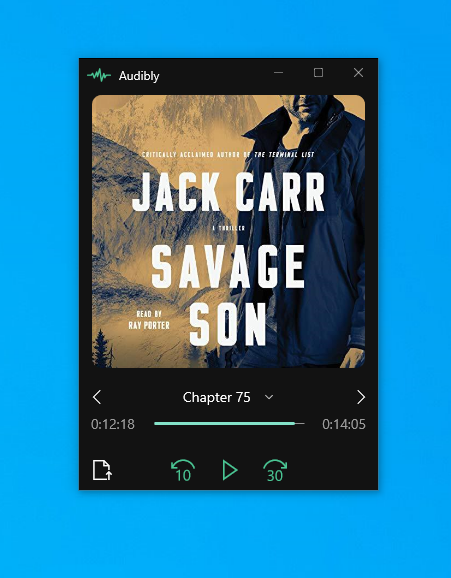 Audibly
CRITICALLY ACCLAIMED AUTHOR OF THE TERMINAL LIST
JACK CARR
A THRILLER
SAVAGE
SON
READ BY
RAY PORTER
Chapter 75
0:12:18
0:14:05
10
30